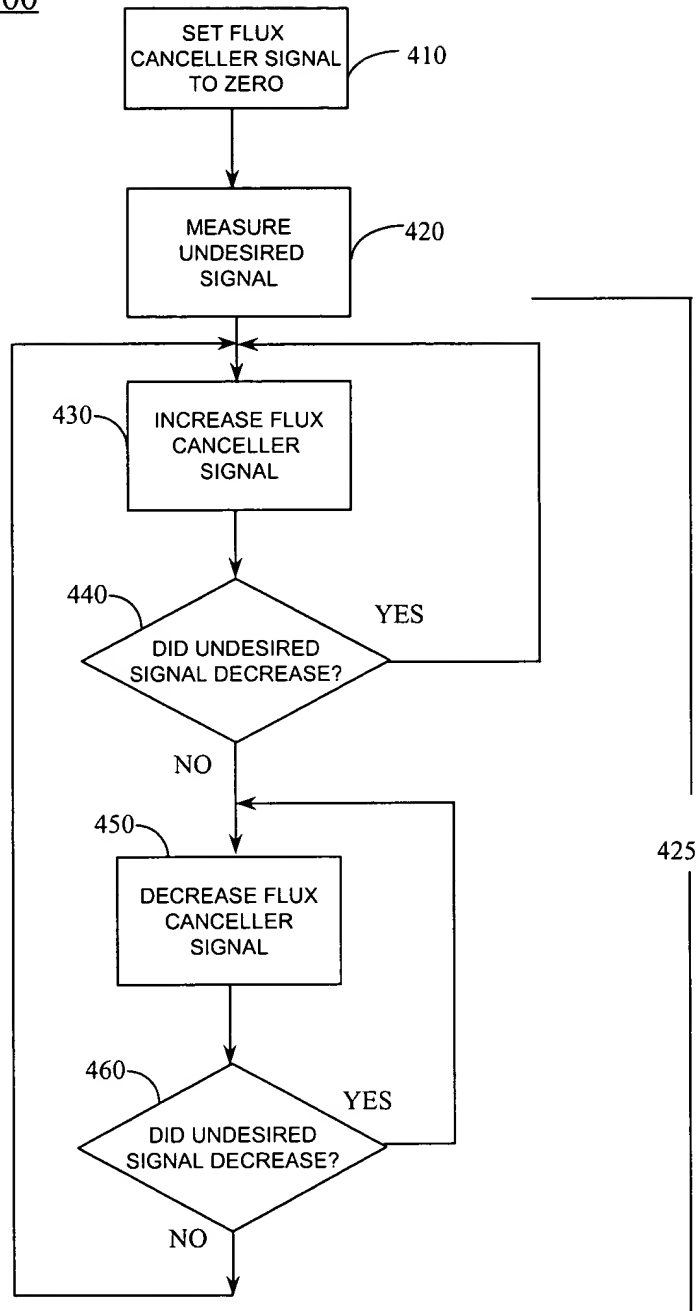 00
SET FLUX
CANCELLER SIGNAL
TO ZERO
410
MEASURE
UNDESIRED
SIGNAL
420
430
INCREASE FLUX
CANCELLER
SIGNAL
440
YES
DID UNDESIRED
SIGNAL DECREASE?
NO
450
425
DECREASE FLUX
CANCELLER
SIGNAL
460
YES
DID UNDESIRED
SIGNAL DECREASE?
NO